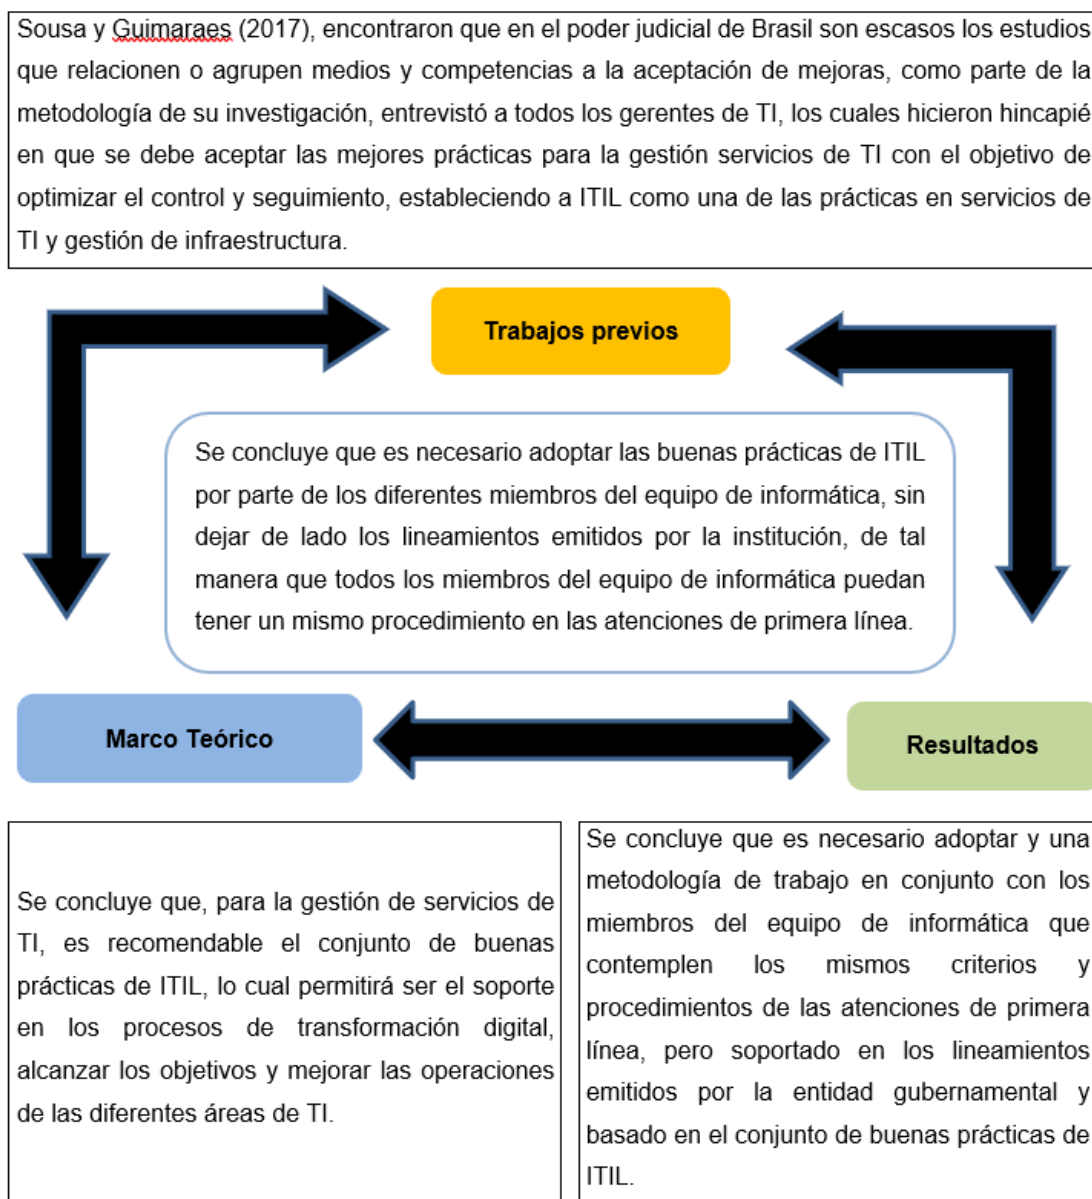 Sousa y Guimaraes (2017), encontraron que en el poder judicial de Brasil son escasos los estudios
que relacionen o agrupen medios y competencias a la aceptación de mejoras, como parte de la
metodología de su investigación, entrevistó a todos los gerentes de TI, los cuales hicieron hincapié
en que se debe aceptar las mejores prácticas para la gestión servicios de TI con el objetivo de
optimizar el control y seguimiento, estableciendo a ITIL como una de las prácticas en servicios de
TI y gestión de infraestructura.
Trabajos previos
Se concluye que es necesario adoptar las buenas prácticas de ITIL
por parte de los diferentes miembros del equipo de informática, sin
dejar de lado los lineamientos emitidos por la institución, de tal
manera que todos los miembros del equipo de informática puedan
tener un mismo procedimiento en las atenciones de primera línea.
Marco Teórico
Resultados
Se concluye que, para la gestión de servicios de
TI, es recomendable el conjunto de buenas
prácticas de ITIL, lo cual permitirá ser el soporte
en los procesos de transformación digital,
alcanzar los objetivos y mejorar las operaciones
de las diferentes áreas de TI.
Se concluye que es necesario adoptar y una
metodología de trabajo en conjunto con los
miembros del equipo de informática que
contemplen los mismos criterios y
procedimientos de las atenciones de primera
línea, pero soportado en los lineamientos
emitidos por la entidad gubernamental y
basado en el conjunto de buenas prácticas de
ITIL.